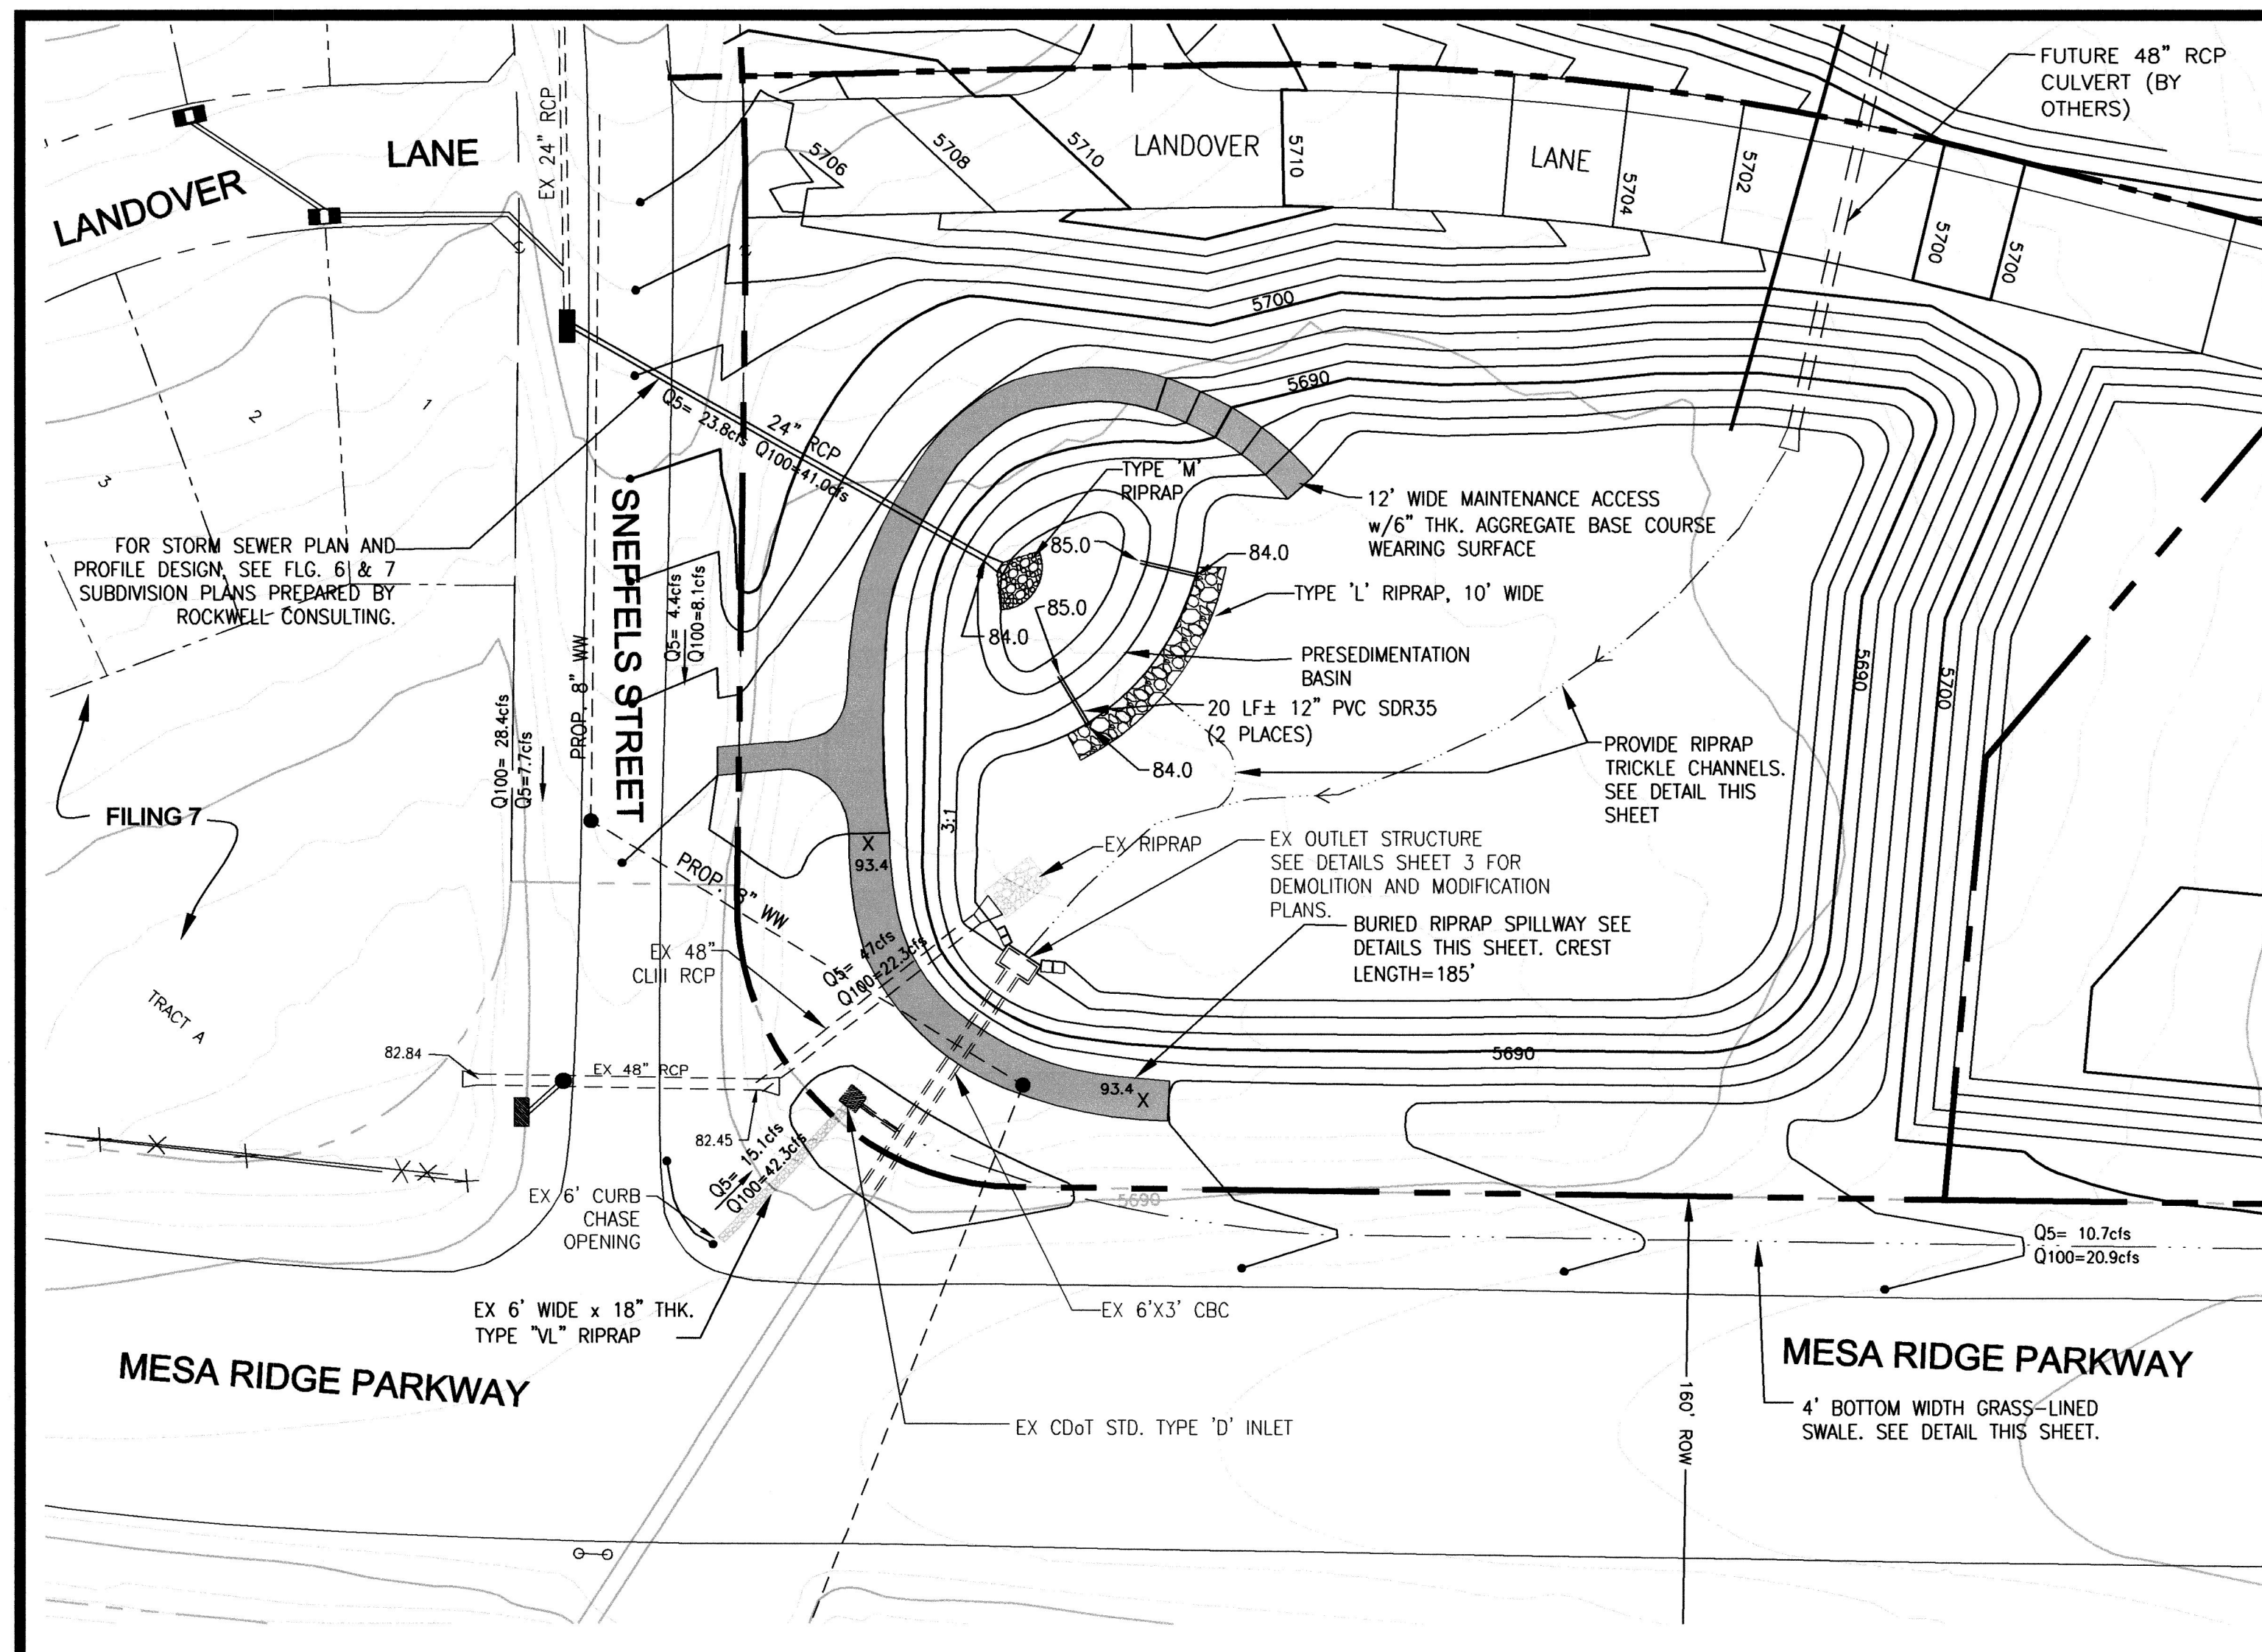 FUTURE 48" RCP
CULVERT (BY
OTHERS)
EX 24" RCP
LANDOVER
LANE
5706
5708
5710
LANDOVER
5710
LANE
5704
5702
5700
5700
5700
5690
24" RCP
Q5= 23.8cfs
Q100=41.0cfs
1
2
3
TYPE 'M'
RIPRAP
12' WIDE MAINTENANCE ACCESS
w/6" THK. AGGREGATE BASE COURSE
WEARING SURFACE
FOR STORM SEWER PLAN AND
PROFILE DESIGN, SEE FLG. 6 & 7
SUBDIVISION PLANS PREPARED BY
ROCKWELL CONSULTING.
85.0
84.0
TYPE 'L' RIPRAP, 10' WIDE
85.0
84.0
SNEFFELS STREET
Q5= 4.4cfs
Q100=8.1cfs
PROP. 8" WW
Q100= 28.4cfs
Q5=7.7cfs
PRESEDIMENTATION
BASIN
20 LF± 12" PVC SDR35
(2 PLACES)
84.0
5690
5700
PROVIDE RIPRAP
TRICKLE CHANNELS.
SEE DETAIL THIS
SHEET
FILING 7
3:1
X
93.4
EX RIPRAP
EX OUTLET STRUCTURE
SEE DETAILS SHEET 3 FOR
DEMOLITION AND MODIFICATION
PLANS.
PROP. 8" WW
BURIED RIPRAP SPILLWAY SEE
DETAILS THIS SHEET. CREST
LENGTH=185'
EX 48"
CLIII RCP
Q5= 47cfs
Q100=22.3cfs
TRACT A
82.84
EX 48" RCP
5690
93.4 X
82.45
Q5= 15.1cfs
Q100=42.3cfs
EX 6' CURB
CHASE
OPENING
5690
Q5= 10.7cfs
Q100=20.9cfs
EX 6' WIDE x 18" THK.
TYPE "VL" RIPRAP
EX 6'X3' CBC
MESA RIDGE PARKWAY
MESA RIDGE PARKWAY
160' ROW
4' BOTTOM WIDTH GRASS-LINED
SWALE. SEE DETAIL THIS SHEET.
EX CDoT STD. TYPE 'D' INLET